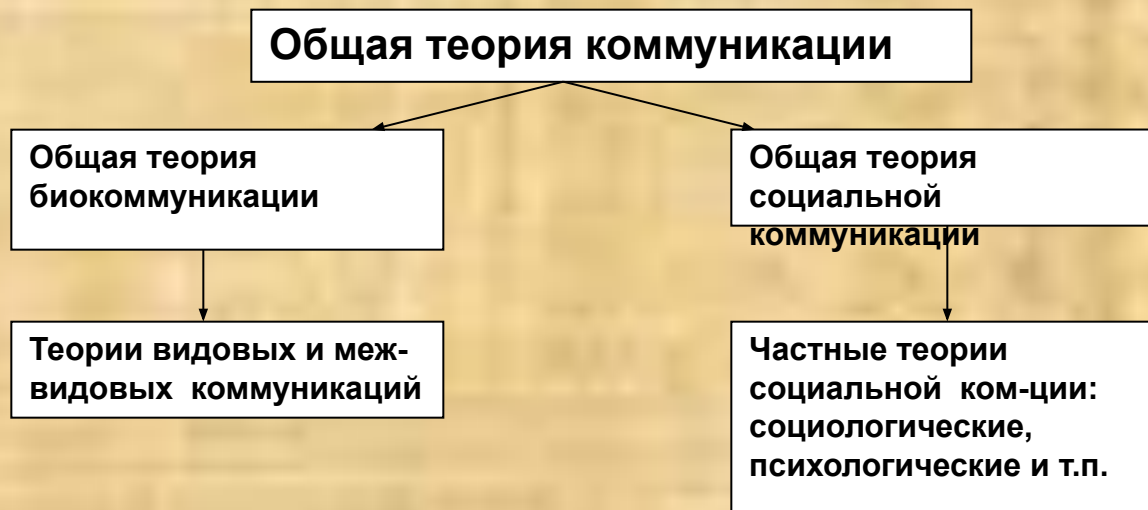 Общая теория коммуникации
Общая теория
биокоммуникации
Общая теория
социальной
коммуникации
Теории видовых и меж-
видовых коммуникаций
Частные теории
социальной ком-ции:
социологические,
психологические и т.п.